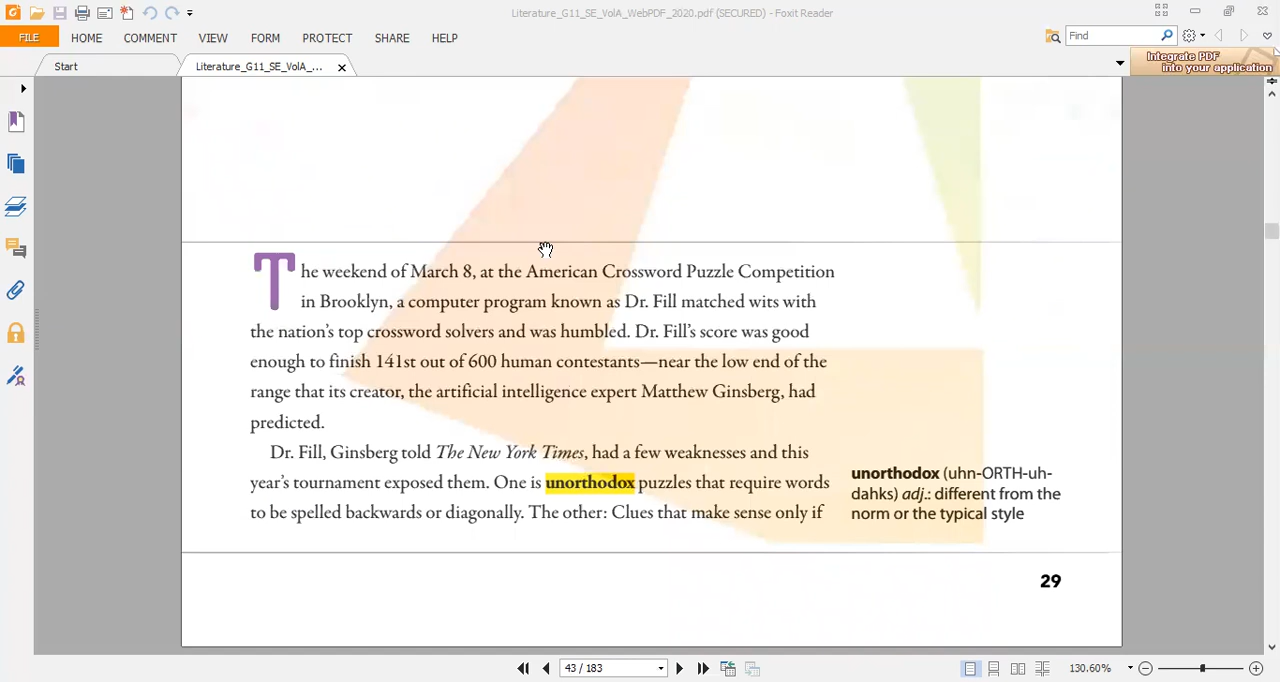 Literature_G11_SE_VolA_WebPDF_2020.pdf (SECURED) - Foxit Reader
FILE HOME COMMENT VIEW FORM PROTECT SHARE HELP
Find
Start Literature_G11_SE_VolA_...
Integrate PDF
into your application
The weekend of March 8, at the American Crossword Puzzle Competition
in Brooklyn, a computer program known as Dr. Fill matched wits with
the nation's top crossword solvers and was humbled. Dr. Fill's score was good
enough to finish 141st out of 600 human contestants—near the low end of the
range that its creator, the artificial intelligence expert Matthew Ginsberg, had
predicted.
Dr. Fill, Ginsberg told The New York Times, had a few weaknesses and this
year's tournament exposed them. One is unorthodox puzzles that require words
to be spelled backwards or diagonally. The other: Clues that make sense only if
unorthodox (uhn-ORTH-uh-
dahks) adj.: different from the
norm or the typical style
29
43 / 183
130.60%